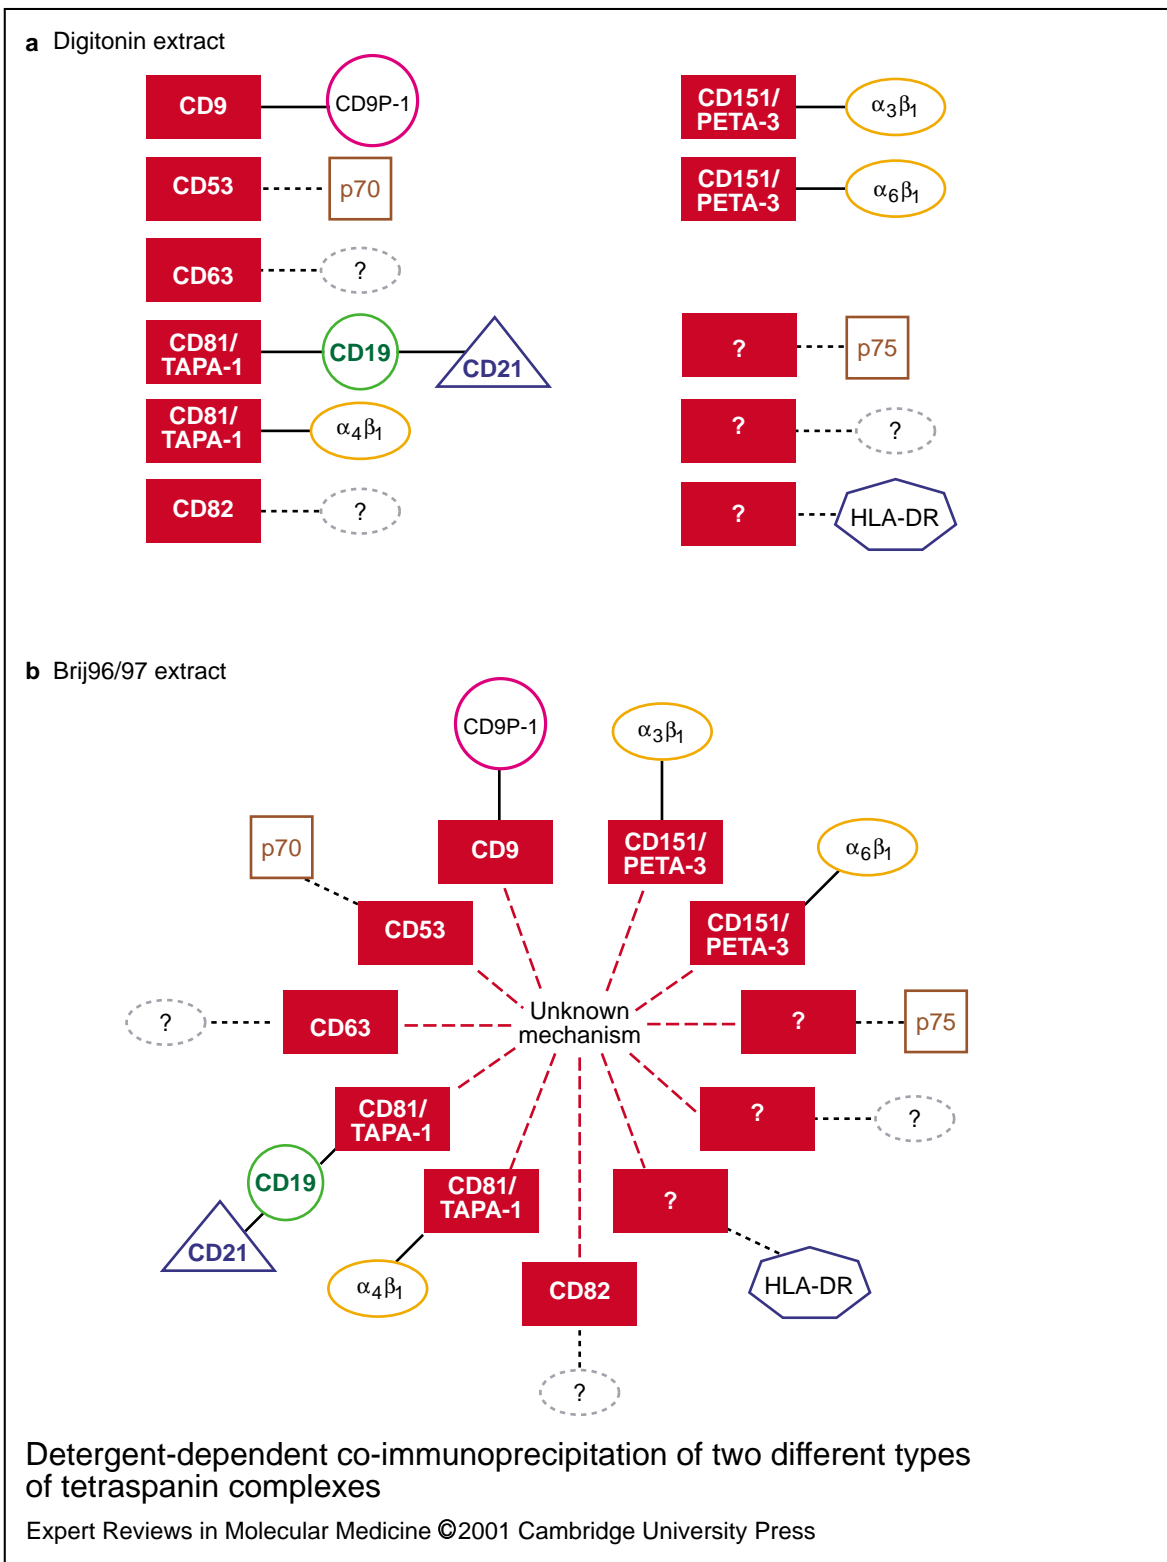 a Digitonin extract
CD9
CD9P-1
CD53
p70
CD63
?
CD81/
TAPA-1
CD19
CD21
CD81/
TAPA-1
α4β1
CD82
?
CD151/
PETA-3
α3β1
CD151/
PETA-3
α6β1
?
p75
?
?
?
HLA-DR
b Brij96/97 extract
CD9P-1
α3β1
p70
CD9
CD151/
PETA-3
α6β1
CD53
CD151/
PETA-3
?
CD63
Unknown
mechanism
?
p75
CD81/
TAPA-1
?
?
CD19
CD21
CD81/
TAPA-1
?
α4β1
CD82
HLA-DR
?
Detergent-dependent co-immunoprecipitation of two different types
of tetraspanin complexes
Expert Reviews in Molecular Medicine ©2001 Cambridge University Press